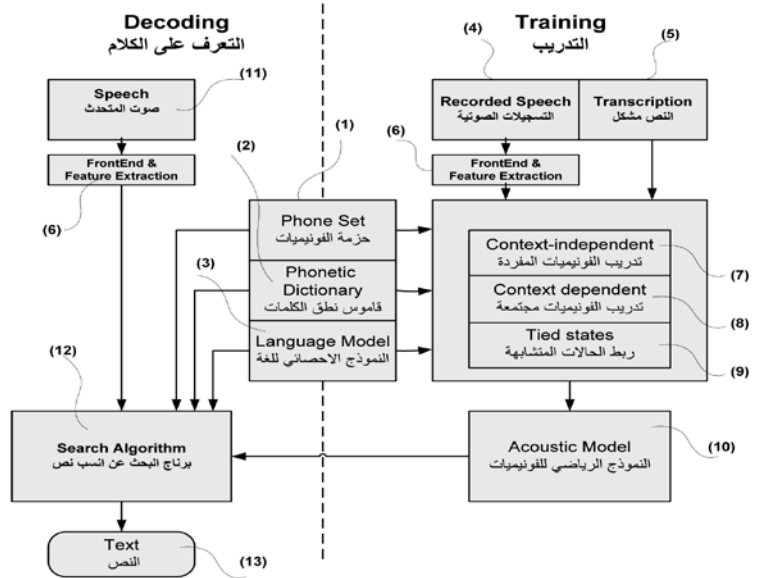 Decoding
التعرف على الكلام
Training
التدريب
(11)
Speech
صوت المتحدث
FrontEnd &
Feature Extraction
(6)
(4)
(5)
Recorded Speech
التسجيلات الصوتية
Transcription
النص مشكل
(6)
FrontEnd &
Feature Extraction
(1)
(2)
(3)
Phone Set
حزمة الفونيميات
Phonetic
Dictionary
قاموس نطق الكلمات
Language Model
النموذج الاحصائي للغة
Context-independent
تدريب الفونيميات المفردة
(7)
Context dependent
تدريب الفونيميات مجتمعة
(8)
Tied states
ربط الحالات المتشابهة
(9)
(12)
Search Algorithm
برناج البحث عن انسب نص
Acoustic Model
النموذج الرياضي للفونيميات
(10)
Text
النص
(13)